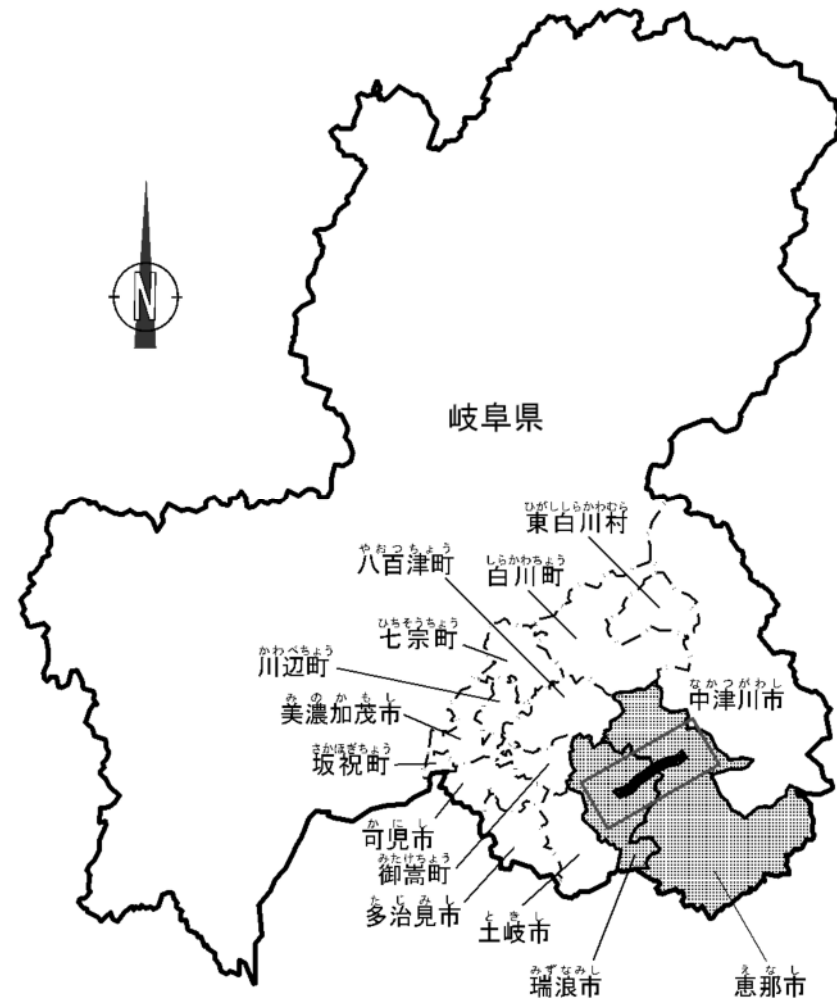 N
岐阜県
ひがししらかわむら
東白川村
やおつちょう
八百津町
しらかわちょう
白川町
ひちそうちょう
七宗町
かわべちょう
川辺町
みのかもし
美濃加茂市
なかつがわし
中津川市
さかほぎちょう
坂祝町
かにし
可児市
みたけちょう
御嵩町
たじみし
多治見市
ときし
土岐市
みずなみし
瑞浪市
えなし
恵那市